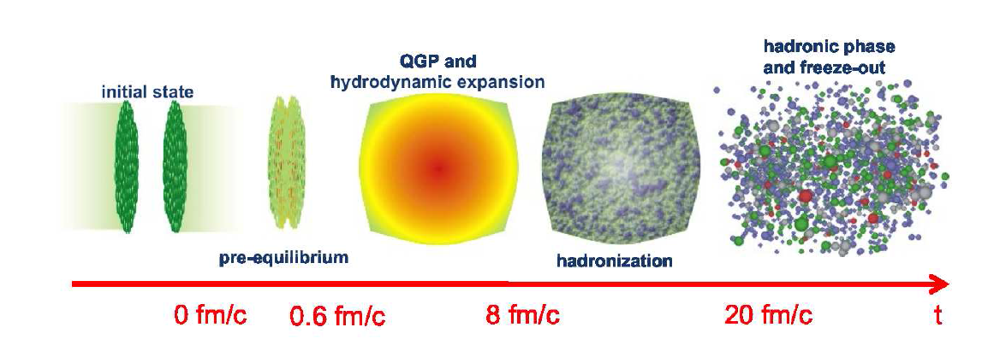 initial state
pre-equilibrium
QGP and
hydrodynamic expansion
hadronization
hadronic phase
and freeze-out
0 fm/c
0.6 fm/c
8 fm/c
20 fm/c
t